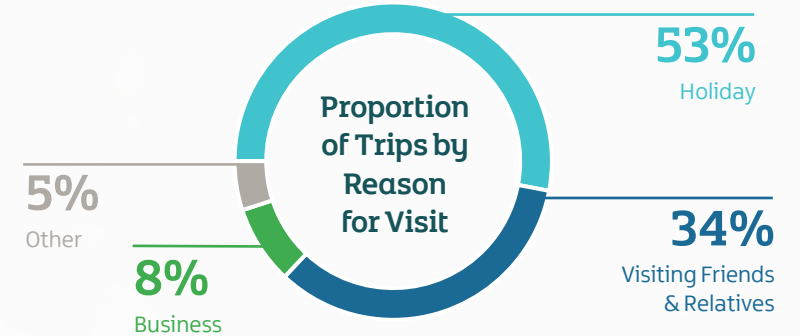 Proportion
of Trips by
Reason
for Visit
53%
Holiday
34%
Visiting Friends
& Relatives
8%
Business
5%
Other